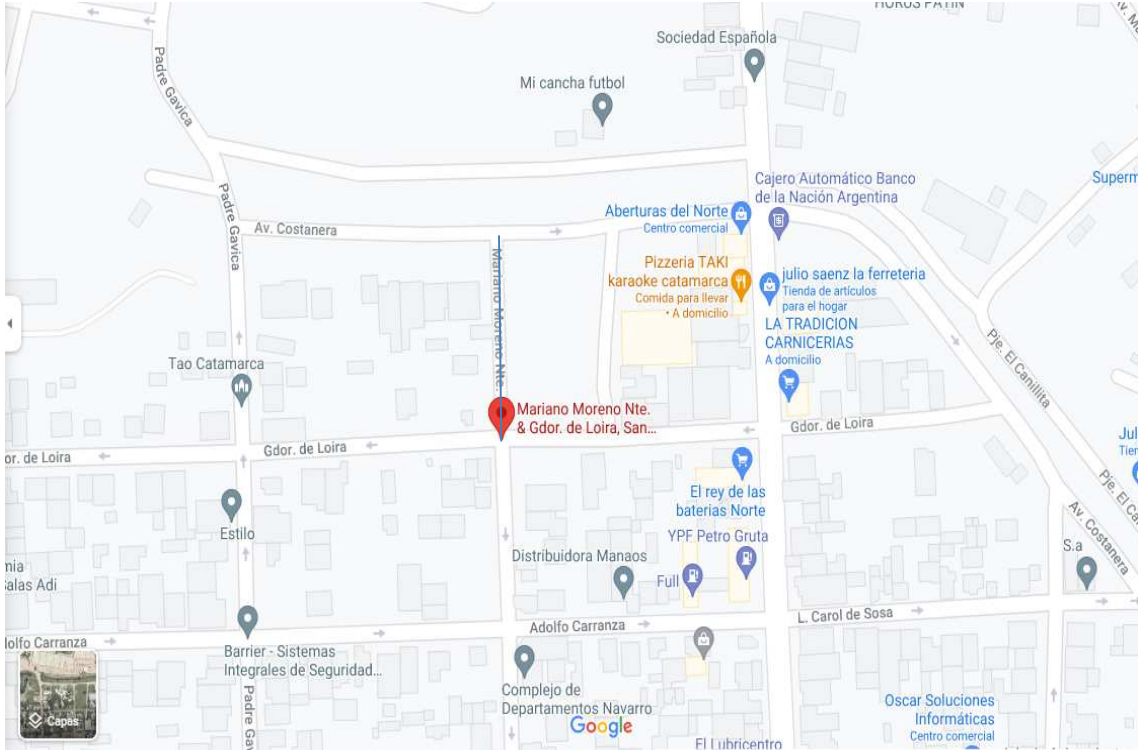 HORUS PATIN
Sociedad Española
Mi cancha futbol
Padre Gavica
Padre Gavica
Cajero Automático Banco
de la Nación Argentina
Superm
Aberturas del Norte
Centro comercial
Av. Costanera
Mariano Moreno Nte.
Pizzeria TAKI
karaoke catamarca
Comida para llevar
• A domicilio
julio saenz la ferreteria
Tienda de artículos
para el hogar
LA TRADICION
CARNICERIAS
A domicilio
Pje. El Canillita
Tao Catamarca
Mariano Moreno Nte.
& Gdor. de Loira, San...
Gdor. de Loira
Gdor. de Loira
or. de Loira
Jul
Tier
El rey de las
baterias Norte
Pje. El Ca
Estilo
YPF Petro Gruta
Av. Costanera
Distribuidora Manaos
Full
S.a
mia
alas Adi
L. Carol de Sosa
Adolfo Carranza
dolfo Carranza
Barrier - Sistemas
Integrales de Seguridad...
Padre Ga
Complejo de
Departamentos Navarro
Capas
Google
Oscar Soluciones
Informáticas
Centro comercial
El Lubricentro